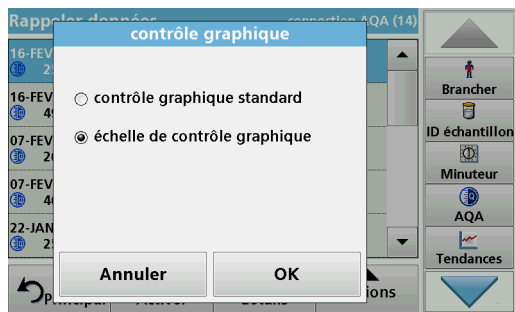 Rappeler données connection AQA (14)
contrôle graphique
16-FEV
16-FEV
07-FEV
07-FEV
22-JAN
contrôle graphique standard
échelle de contrôle graphique
Annuler
OK
Brancher
ID échantillon
Minuteur
AQA
Tendances